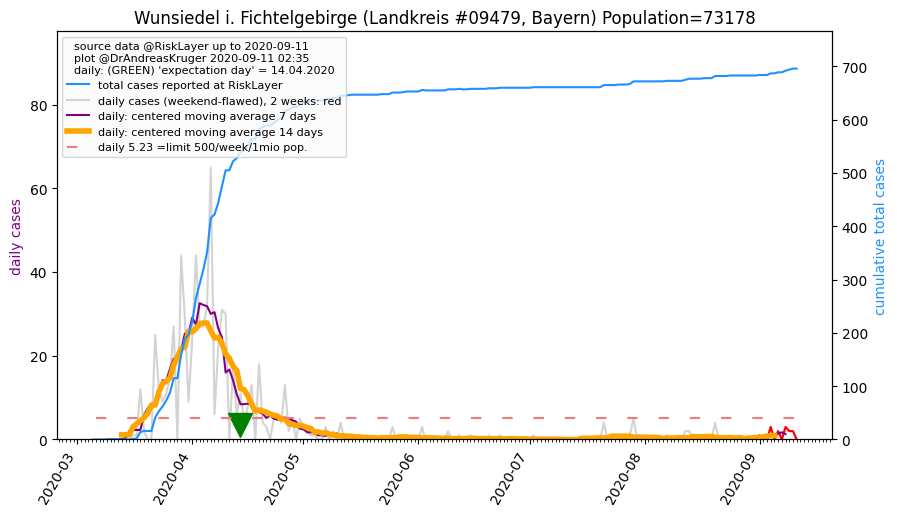 Wunsiedel i. Fichtelgebirge (Landkreis #09479, Bayern) Population=73178
source data @RiskLayer up to 2020-09-11
plot @DrAndreasKruger 2020-09-11 02:35
daily: (GREEN) 'expectation day' = 14.04.2020
total cases reported at RiskLayer
daily cases (weekend-flawed), 2 weeks: red
daily: centered moving average 7 days
daily: centered moving average 14 days
daily 5.23 =limit 500/week/1mio pop.
daily cases
80
60
40
20
0
cumulative total cases
700
600
500
400
300
200
100
0
2020-03
2020-04
2020-05
2020-06
2020-07
2020-08
2020-09